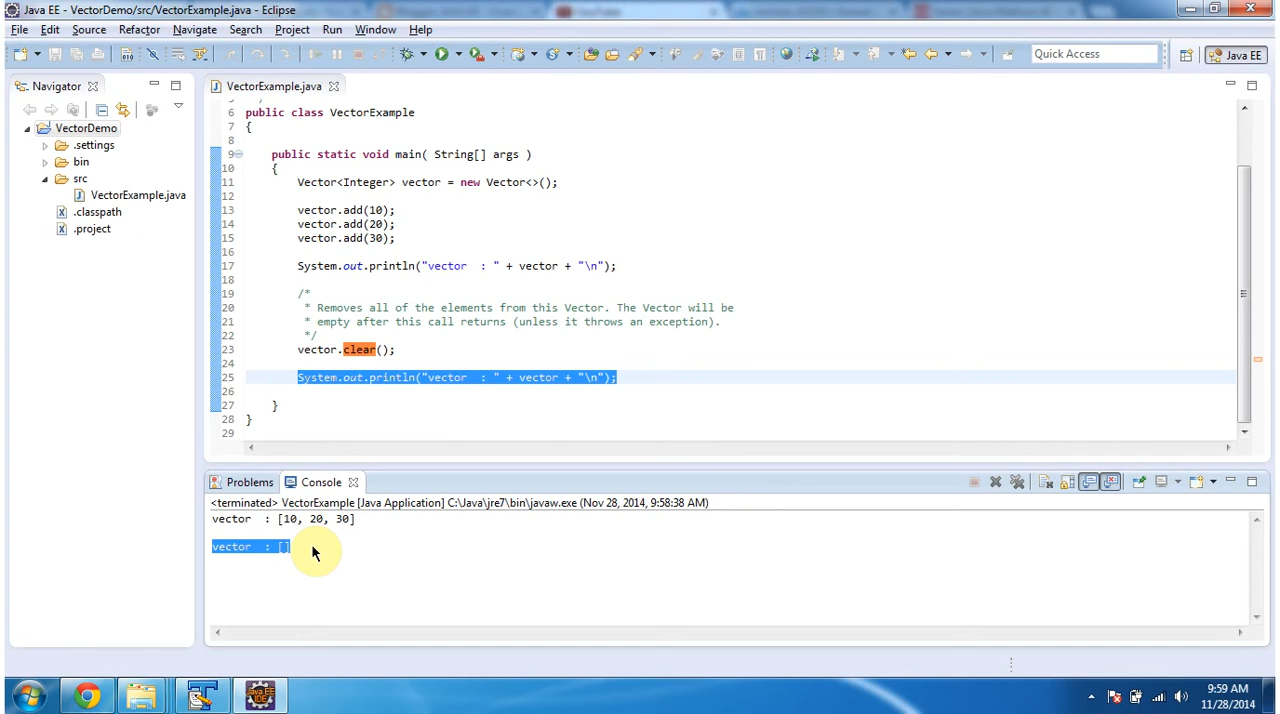 Java EE - VectorDemo/src/VectorExample.java - Eclipse
File Edit Source Refactor Navigate Search Project Run Window Help
Quick Access
Java EE
Navigator
VectorDemo
.settings
bin
src
VectorExample.java
.classpath
.project
VectorExample.java
6 public class VectorExample
7 {
8
9 public static void main( String[] args )
10 {
11 Vector<Integer> vector = new Vector<>();
12
13 vector.add(10);
14 vector.add(20);
15 vector.add(30);
16
17 System.out.println("vector  : " + vector + "\n");
18
19 /*
20 * Removes all of the elements from this Vector. The Vector will be
21 * empty after this call returns (unless it throws an exception).
22 */
23 vector.clear();
24
25 System.out.println("vector  : " + vector + "\n");
26
27 }
28 }
29
Problems Console
<terminated> VectorExample [Java Application] C:\Java\jre7\bin\javaw.exe (Nov 28, 2014, 9:58:38 AM)
vector  : [10, 20, 30]
vector  : []
Java EE
IDE
9:59 AM
11/28/2014